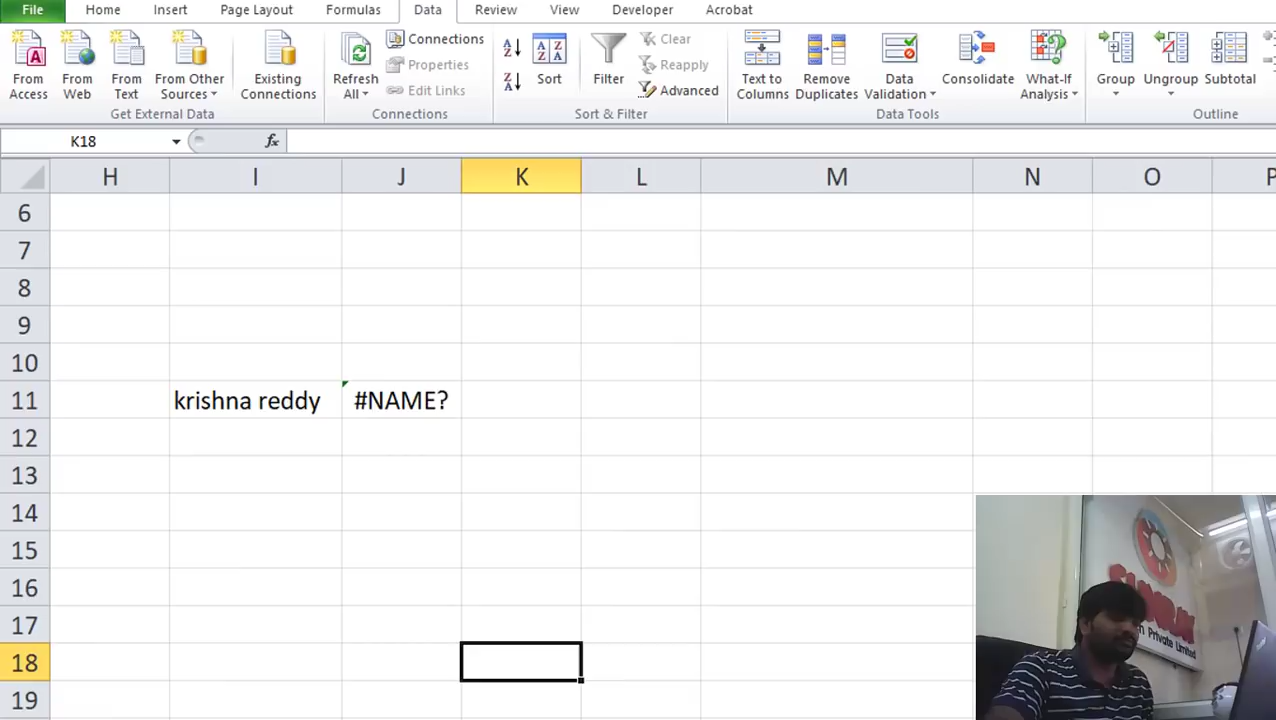 File Home Insert Page Layout Formulas Data Review View Developer Acrobat
From Access
From Web
From Text
From Other Sources
Existing Connections
Get External Data
Refresh All
Connections
Properties
Edit Links
Connections
Sort
Filter
Clear
Reapply
Advanced
Sort & Filter
Text to Columns
Remove Duplicates
Data Validation
Consolidate
What-If Analysis
Data Tools
Group
Ungroup
Subtotal
Outline
K18 fx
H I J K L M N O P
6
7
8
9
10
11 krishna reddy #NAME?
12
13
14
15
16
17
18
19
Private Limited